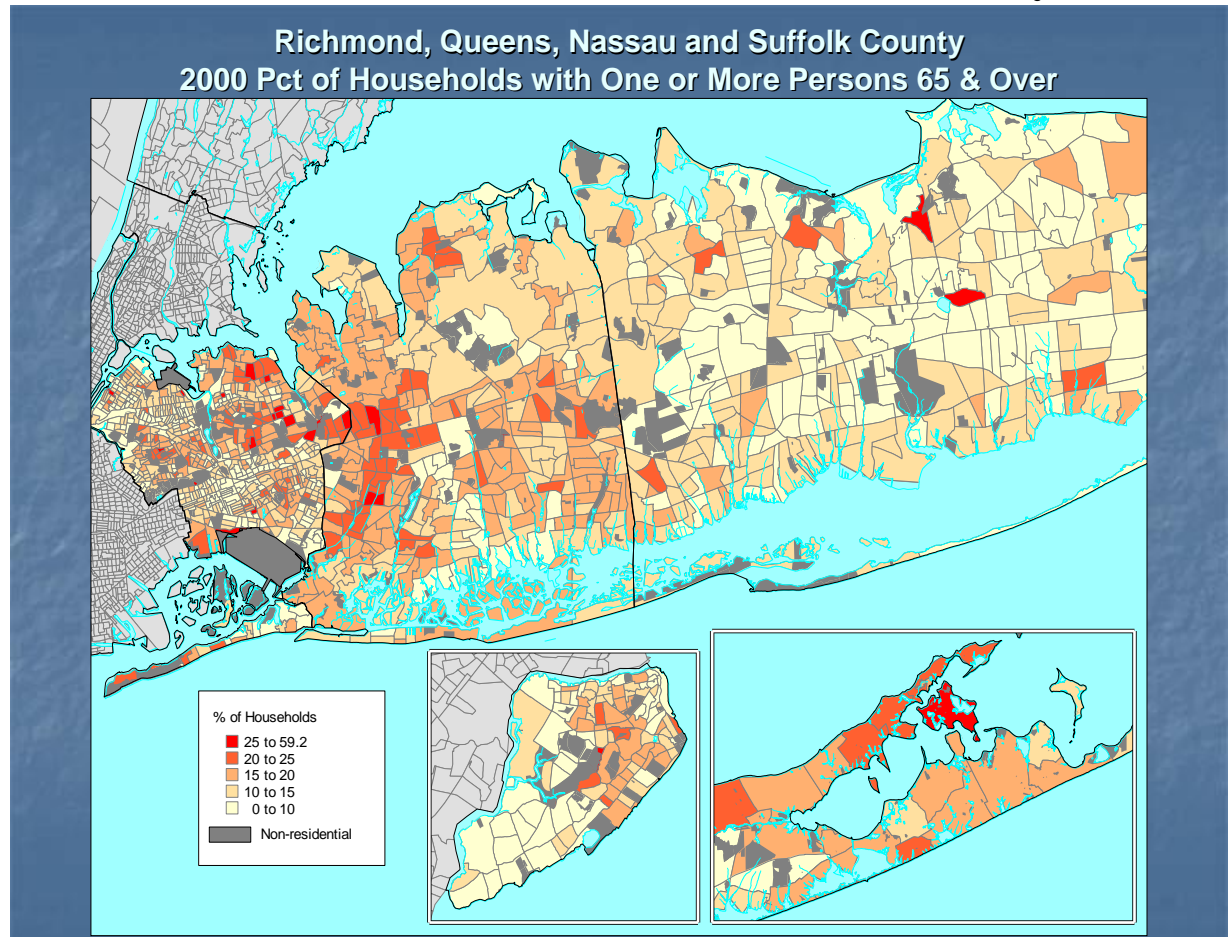 Richmond, Queens, Nassau and Suffolk County
2000 Pct of Households with One or More Persons 65 & Over
% of Households
25 to 59.2
20 to 25
15 to 20
10 to 15
0 to 10
Non-residential